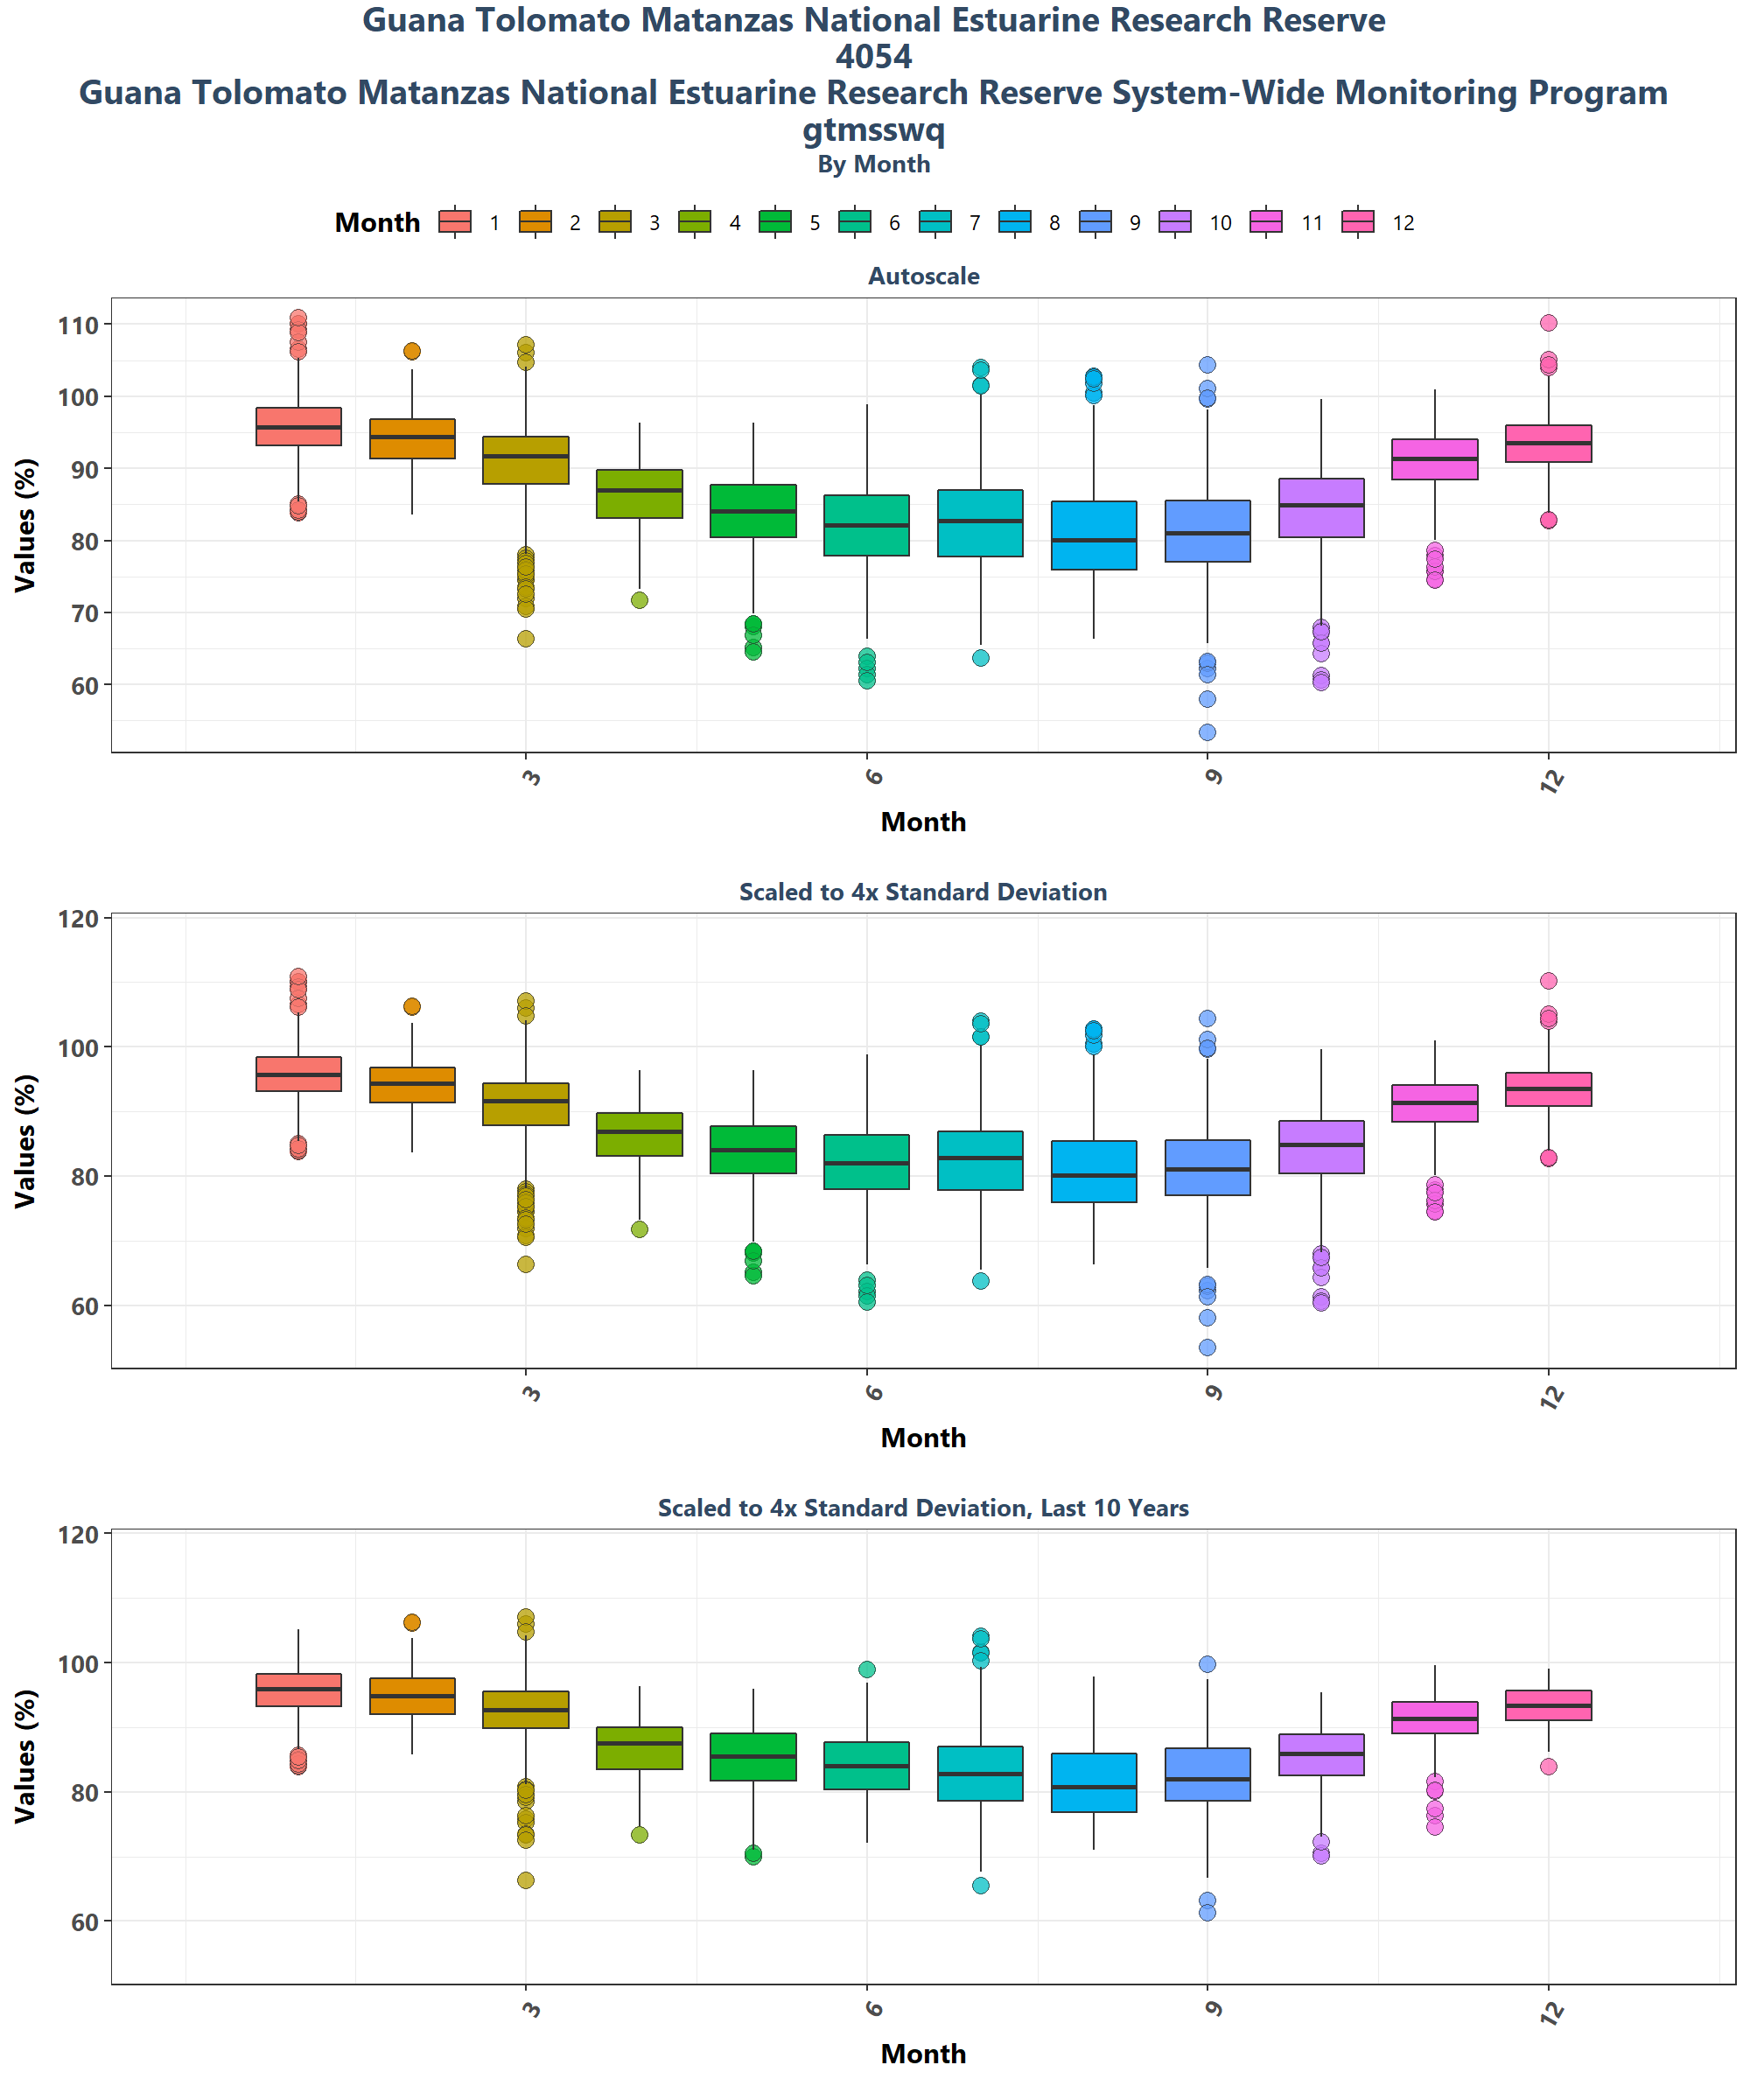 Guana Tolomato Matanzas National Estuarine Research Reserve
4054
Guana Tolomato Matanzas National Estuarine Research Reserve System-Wide Monitoring Program
gtmsswq
By Month
Month 1 2 3 4 5 6 7 8 9 10 11 12
Autoscale
110
100
90
80
70
60
Values (%)
3 6 9 12
Month
Scaled to 4x Standard Deviation
120
100
80
60
Values (%)
3 6 9 12
Month
Scaled to 4x Standard Deviation, Last 10 Years
120
100
80
60
Values (%)
3 6 9 12
Month